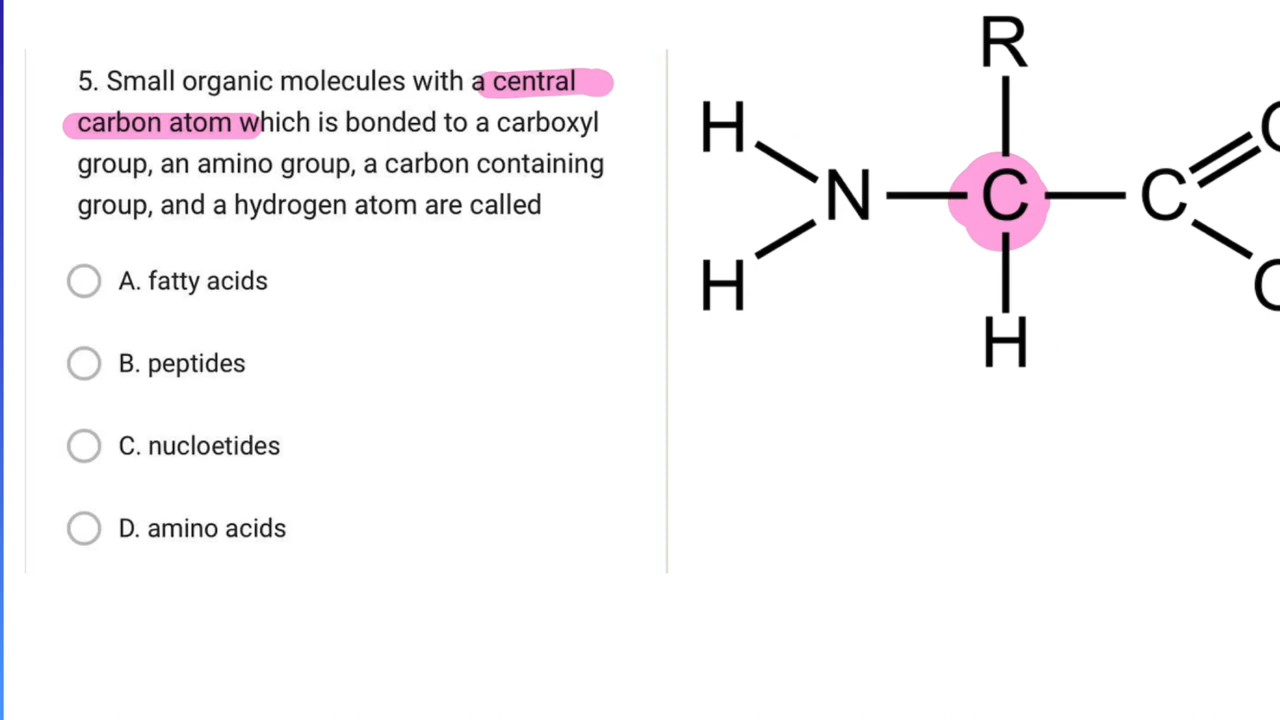 5. Small organic molecules with a central
carbon atom which is bonded to a carboxyl
group, an amino group, a carbon containing
group, and a hydrogen atom are called
A. fatty acids
B. peptides
C. nucloetides
D. amino acids
R
H
N C C
H
H